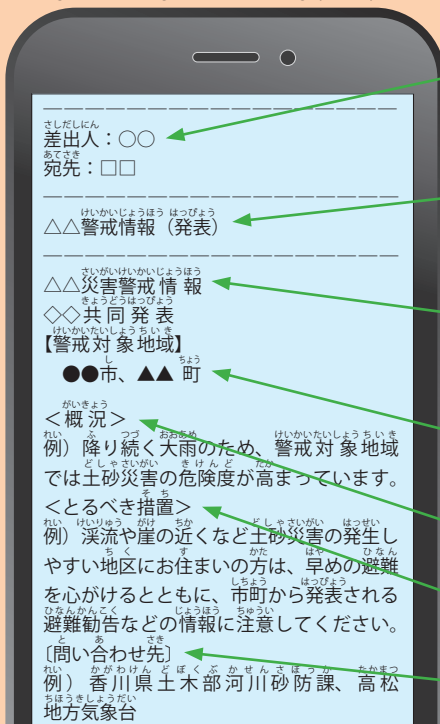 差出人：○○
宛先：□□
△△警戒情報（発表）
△△災害警戒情報
◇◇共同発表
【警戒対象地域】
●●市、▲▲町
＜概況＞
例）降り続く大雨のため、警戒対象地域
では土砂災害の危険度が高まっています。
＜とるべき措置＞
例）渓流や崖の近くなど土砂災害の発生し
やすい地区にお住まいの方は、早めの避難
を心がけるとともに、市町から発表される
避難勧告などの情報に注意してください。
〔問い合わせ先〕
例）香川県土木部河川砂防課、高松
地方気象台